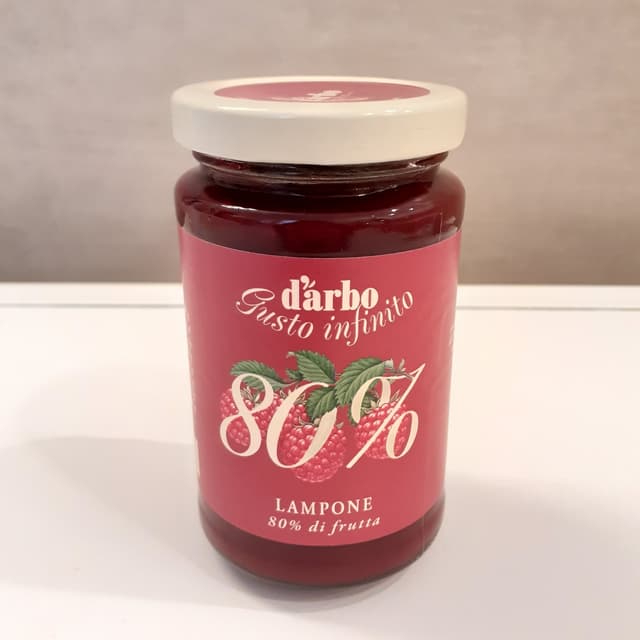 d'arbo
Gusto infinito
80%
LAMPONE
80% di frutta